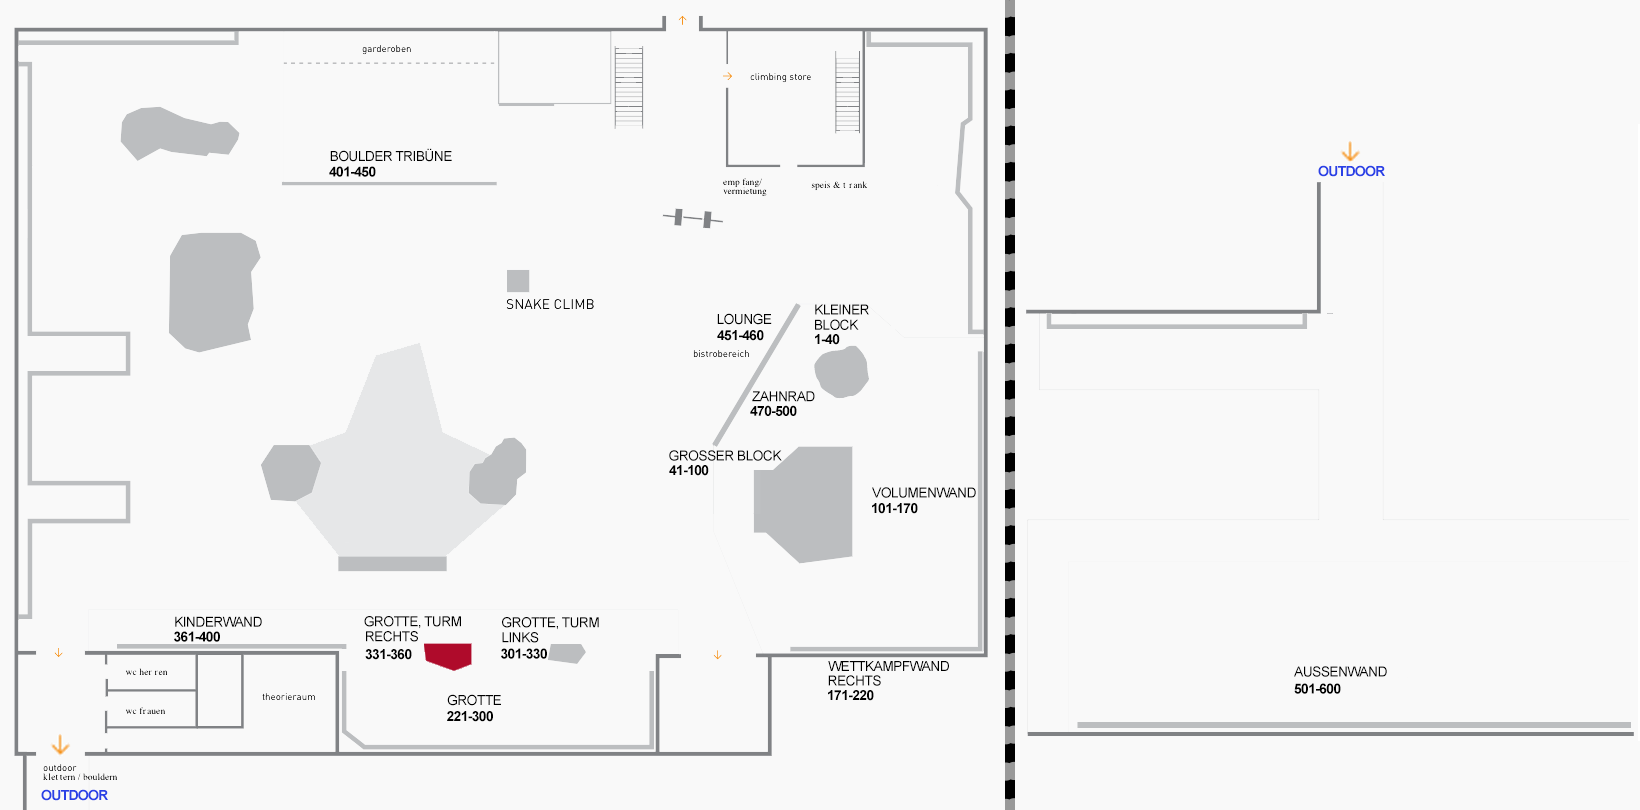 garderoben
climbing store
BOULDER TRIBÜNE
401-450
emp fang/
vermietung
speis & t rank
OUTDOOR
SNAKE CLIMB
LOUNGE
451-460
bistrobereich
KLEINER
BLOCK
1-40
ZAHNRAD
470-500
GROSSER BLOCK
41-100
VOLUMENWAND
101-170
KINDERWAND
361-400
GROTTE, TURM
RECHTS
331-360
GROTTE, TURM
LINKS
301-330
wc her ren
wc frauen
theorieraum
GROTTE
221-300
WETTKAMPFWAND
RECHTS
171-220
AUSSENWAND
501-600
outdoor
klettern / bouldern
OUTDOOR